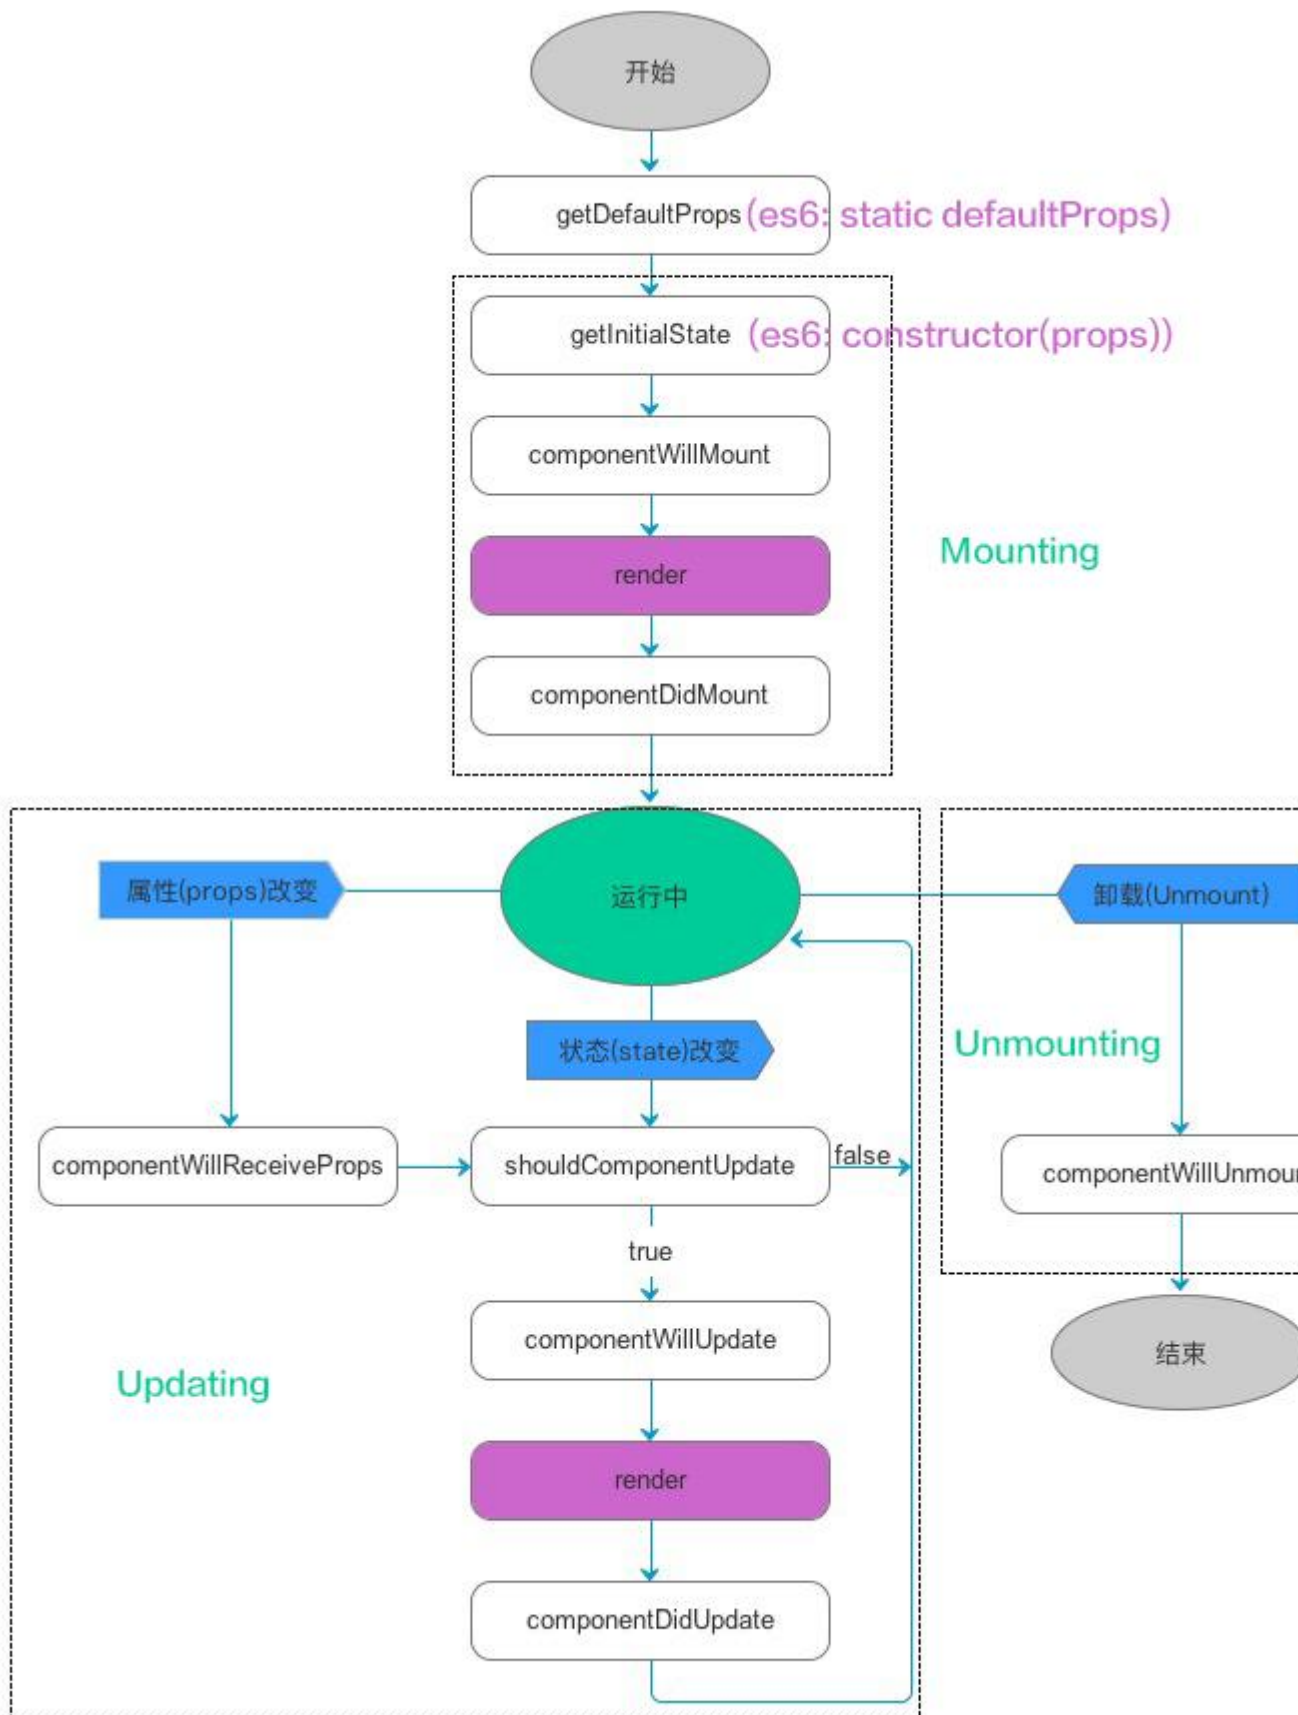 开始
getDefaultProps (es6: static defaultProps)
getInitialState (es6: constructor(props))
componentWillMount
render
Mounting
componentDidMount
属性(props)改变
运行中
卸载(Unmount)
状态(state)改变
Unmounting
componentWillReceiveProps
shouldComponentUpdate
false
componentWillUnmoun
true
componentWillUpdate
结束
Updating
render
componentDidUpdate